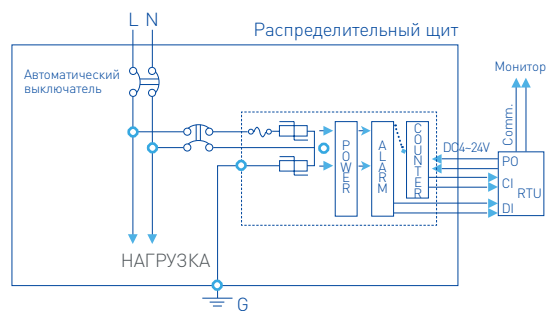 L N
Распределительный щит
Автоматический
выключатель
Монитор
Comm.
POWER
ALARM
COUNTER
DC4-24V
PO
CI
RTU
DI
НАГРУЗКА
G